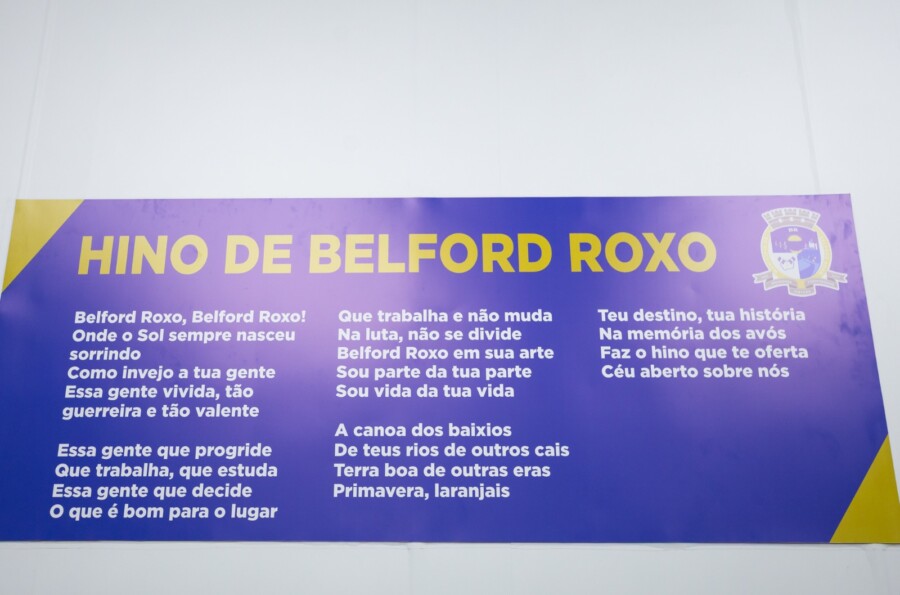 HINO DE BELFORD ROXO
Belford Roxo, Belford Roxo!
Onde o Sol sempre nasceu
sorrindo
Como invejo a tua gente
Essa gente vivida, tão
guerreira e tão valente
Essa gente que progride
Que trabalha, que estuda
Essa gente que decide
O que é bom para o lugar
Que trabalha e não muda
Na luta, não se divide
Belford Roxo em sua arte
Sou parte da tua parte
Sou vida da tua vida
A canoa dos baixios
De teus rios de outros cais
Terra boa de outras eras
Primavera, laranjais
Teu destino, tua história
Na memória dos avós
Faz o hino que te oferta
Céu aberto sobre nós